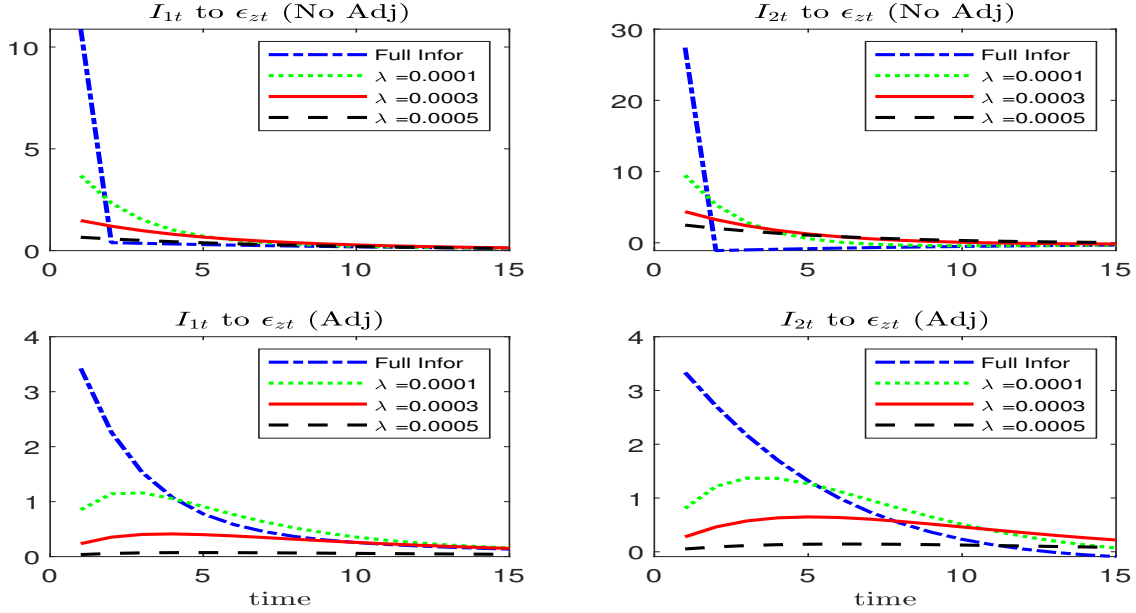 I1t to ϵzt (No Adj)
10
5
0
0 5 10 15
Full Infor
λ =0.0001
λ =0.0003
λ =0.0005
I2t to ϵzt (No Adj)
30
20
10
0
0 5 10 15
Full Infor
λ =0.0001
λ =0.0003
λ =0.0005
I1t to ϵzt (Adj)
4
3
2
1
0
0 5 10 15
time
Full Infor
λ =0.0001
λ =0.0003
λ =0.0005
I2t to ϵzt (Adj)
4
3
2
1
0
0 5 10 15
time
Full Infor
λ =0.0001
λ =0.0003
λ =0.0005